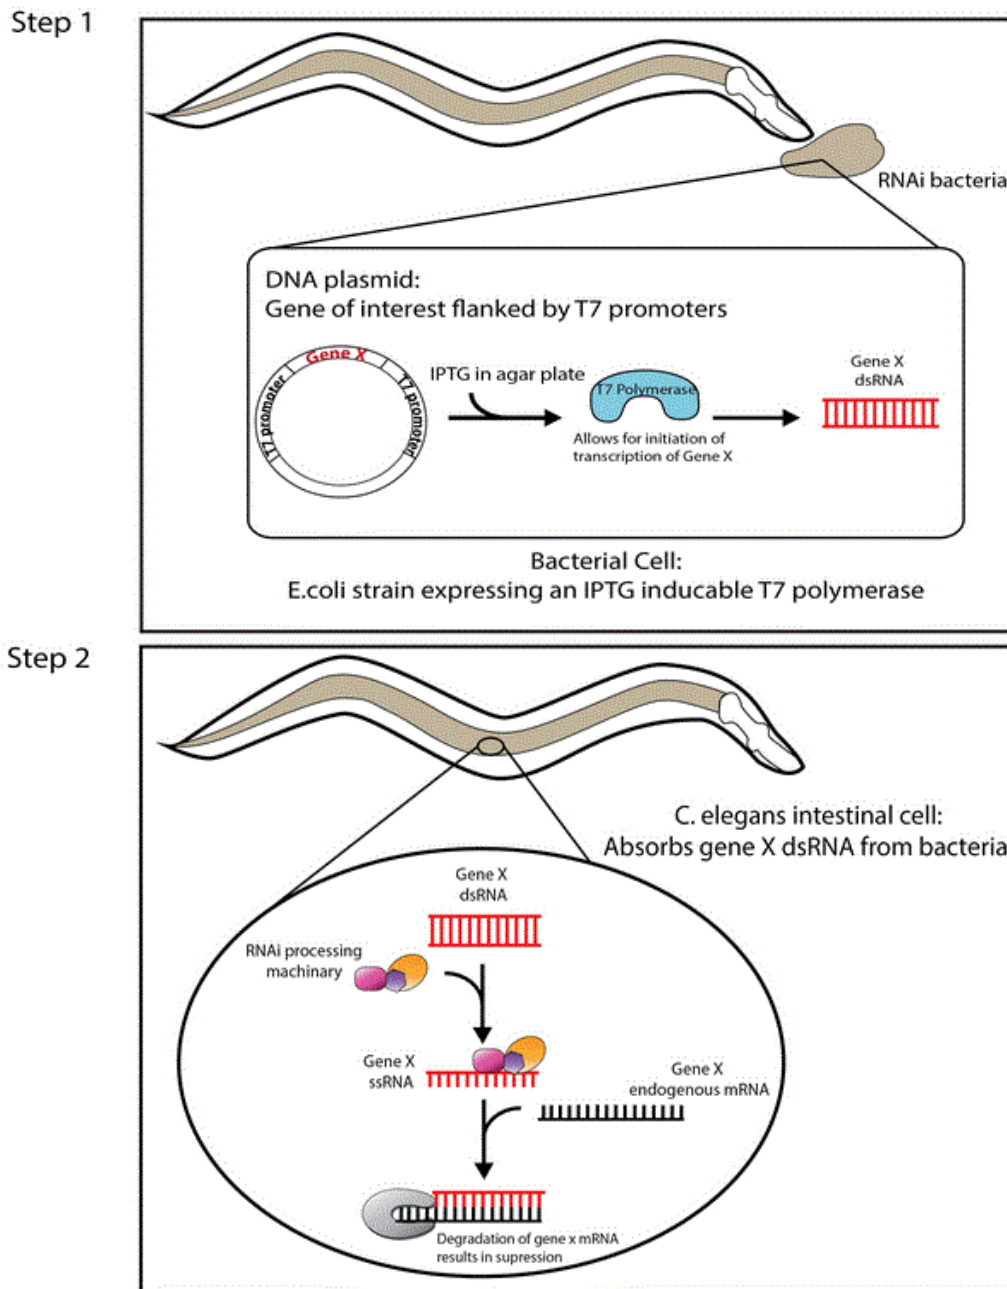 Step 1
RNAi bacteria
DNA plasmid:
Gene of interest flanked by T7 promoters
Gene X
T7 promoter
T7 promoter
IPTG in agar plate
T7 Polymerase
Allows for initiation of
transcription of Gene X
Gene X
dsRNA
Bacterial Cell:
E.coli strain expressing an IPTG inducable T7 polymerase
Step 2
C. elegans intestinal cell:
Absorbs gene X dsRNA from bacteria
Gene X
dsRNA
RNAi processing
machinary
Gene X
ssRNA
Gene X
endogenous mRNA
Degradation of gene x mRNA
results in supression